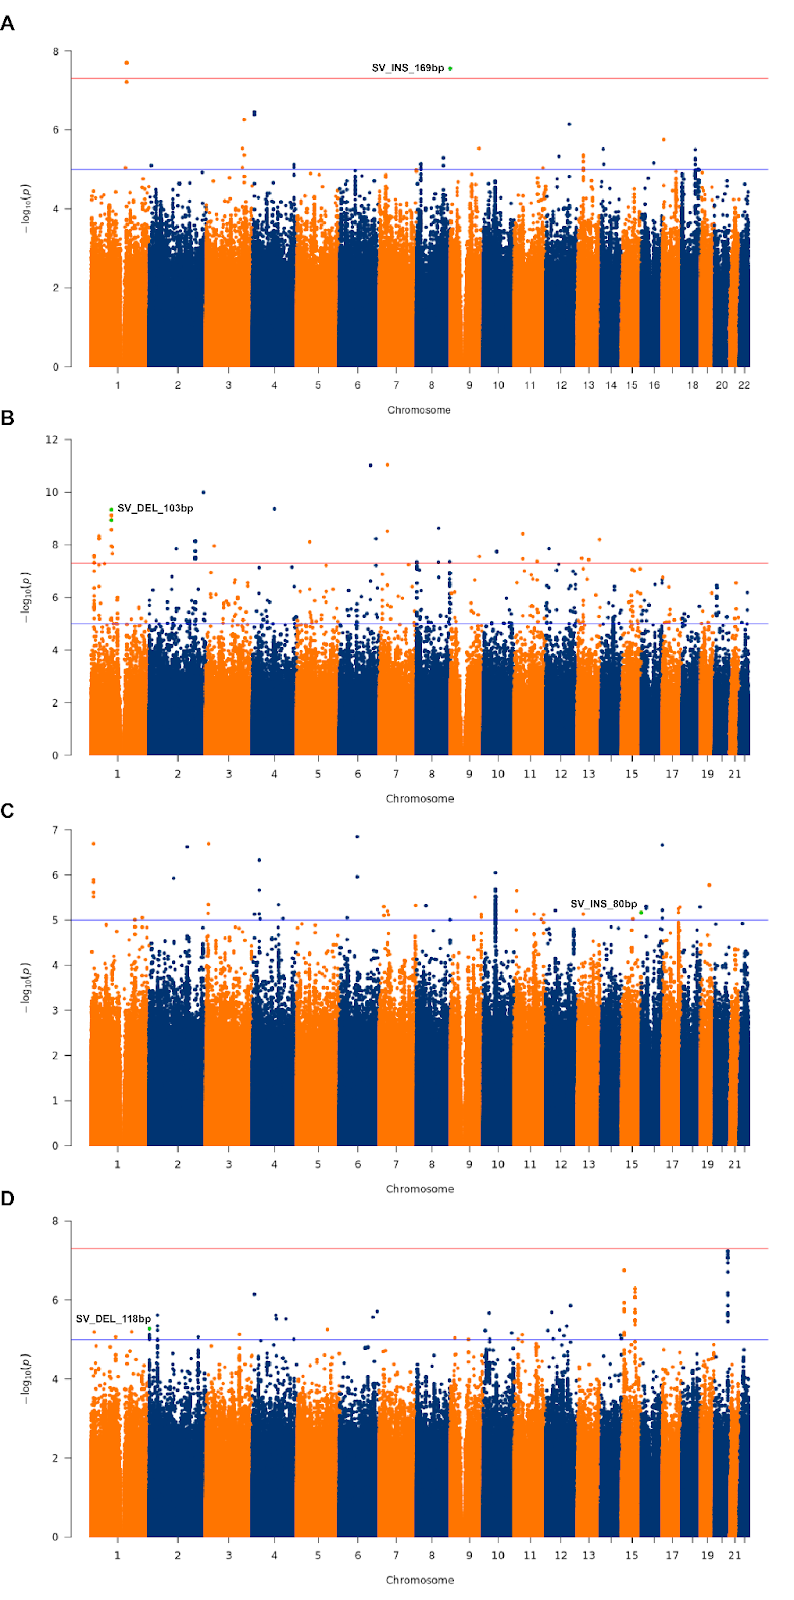 A
8
SV_INS_169bp
6
4
2
0
− log10(p)
1 2 3 4 5 6 7 8 9 10 11 12 13 14 15 16 18 20 22
Chromosome
B
12
10
SV_DEL_103bp
8
6
4
2
0
− log10(p)
1 2 3 4 5 6 7 8 9 10 11 12 13 15 17 19 21
Chromosome
C
7
6
SV_INS_80bp
5
4
3
2
1
0
− log10(p)
1 2 3 4 5 6 7 8 9 10 11 12 13 15 17 19 21
Chromosome
D
8
6
SV_DEL_118bp
4
2
0
− log10(p)
1 2 3 4 5 6 7 8 9 10 11 12 13 15 17 19 21
Chromosome